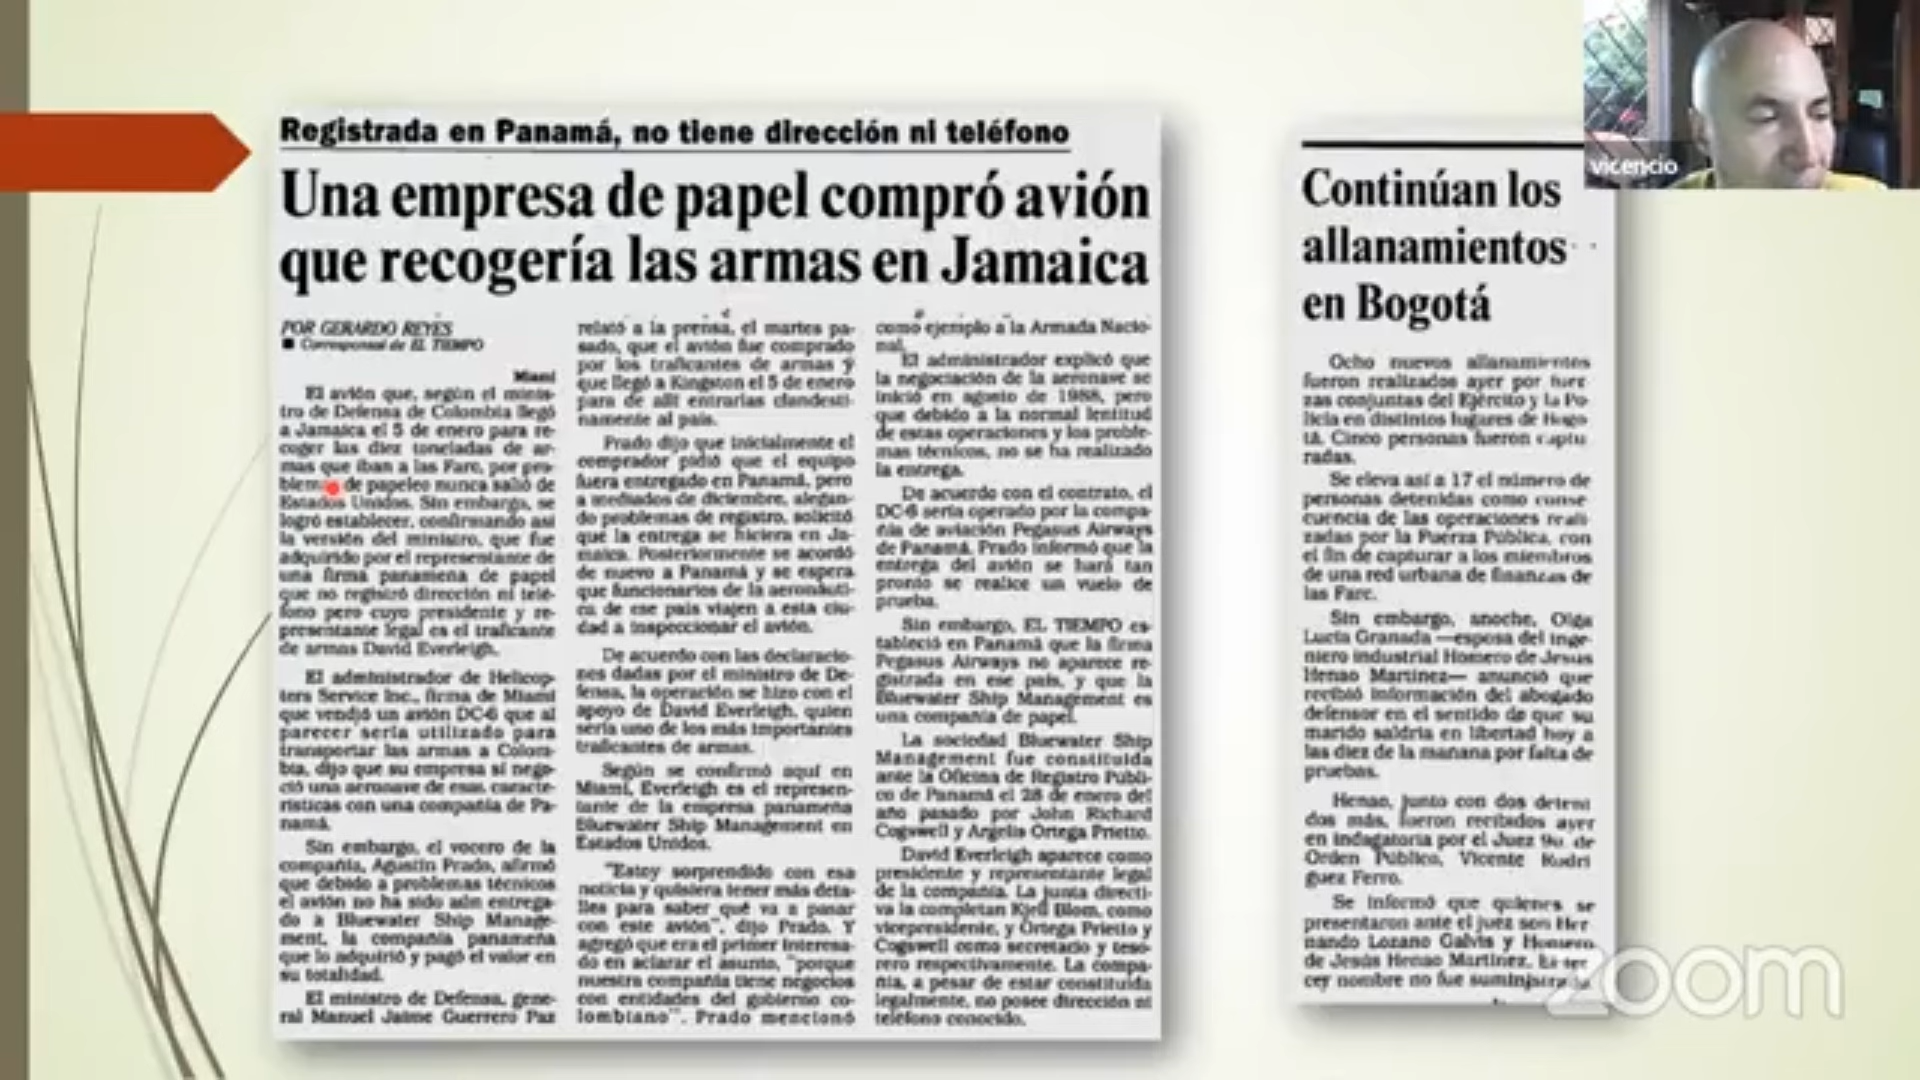 Registrada en Panamá, no tiene dirección ni teléfono
Una empresa de papel compró avión
que recogería las armas en Jamaica
POR GERARDO REYES
■ Corresponsal de EL TIEMPO
Miami
El avión que, según el minis-
tro de Defensa de Colombia llegó
a Jamaica el 5 de enero para re-
coger las diez toneladas de ar-
mas que iban a las Farc, por pro-
de papeleo nunca salió de
Estados Unidos. Sin embargo, se
logró establecer, confirmando así
la versión del ministro, que fue
adquirido por el representante de
una firma panameña de papel
que no registró dirección ni telé-
fono pero cuyo presidente y re-
presentante legal es el traficante
de armas David Everleigh.
El administrador de Helicop-
ters Service Inc., firma de Miami
que vendió un avión DC-6 que al
parecer sería utilizado para
transportar las armas a Colom-
bia, dijo que su empresa sí nego-
ció una aeronave de esas caracte-
rísticas con una compañía de Pa-
namá.
Sin embargo, el vocero de la
compañía, Agustín Prado, afirmó
que debido a problemas técnicos
el avión no ha sido aún entrega-
do a Bluewater Ship Manage-
ment, la compañía panameña
que lo adquirió y pagó el valor en
su totalidad.
El ministro de Defensa, gene-
ral Manuel Jaime Guerrero Paz
relató a la prensa, el martes pa-
sado, que el avión fue comprado
por los traficantes de armas y
que llegó a Kingston el 5 de enero
para de allí entrarlas clandesti-
namente al país.
Prado dijo que inicialmente el
comprador pidió que el equipo
fuera entregado en Panamá, pero
a mediados de diciembre, alegan-
do problemas de registro, solicitó
que la entrega se hiciera en Ja-
maica. Posteriormente se acordó
de nuevo a Panamá y se espera
que funcionarios de la aeronáuti-
ca de ese país viajen a esta ciu-
dad a inspeccionar el avión.
De acuerdo con las declaracio-
nes dadas por el ministro de De-
fensa, la operación se hizo con el
apoyo de David Everleigh, quien
sería uno de los más importantes
traficantes de armas.
Según se confirmó aquí en
Miami, Everleigh es el represen-
tante de la empresa panameña
Bluewater Ship Management en
Estados Unidos.
"Estoy sorprendido con esa
noticia y quisiera tener más deta-
lles para saber qué va a pasar
con este avión", dijo Prado. Y
agregó que era el primer interesa-
do en aclarar el asunto, "porque
nuestra compañía tiene negocios
con entidades del gobierno co-
lombiano". Prado mencionó
como ejemplo a la Armada Nacio-
nal.
El administrador explicó que
la negociación de la aeronave se
inició en agosto de 1988, pero
que debido a la normal lentitud
de estas operaciones y los proble-
mas técnicos, no se ha realizado
la entrega.
De acuerdo con el contrato, el
DC-6 sería operado por la compa-
ñía de aviación Pegasus Airways
de Panamá. Prado informó que la
entrega del avión se hará tan
pronto se realice un vuelo de
prueba.
Sin embargo, EL TIEMPO es-
tableció en Panamá que la firma
Pegasus Airways no aparece re-
gistrada en ese país, y que la
Bluewater Ship Management es
una compañía de papel.
La sociedad Bluewater Ship
Management fue constituida
ante la Oficina de Registro Públi-
co de Panamá el 28 de enero del
año pasado por John Richard
Cogswell y Argelis Ortega Prietto.
David Everleigh aparece como
presidente y representante legal
de la compañía. La junta directi-
va la completan Kjell Blom, como
vicepresidente, y Ortega Prietto y
Cogswell como secretario y teso-
rero respectivamente. La compa-
ñía, a pesar de estar constituida
legalmente, no posee dirección ni
teléfono conocido.
Continúan los
allanamientos
en Bogotá
Ocho nuevos allanamientos
fueron realizados ayer por fuer-
zas conjuntas del Ejército y la Po-
licía en distintos lugares de Bogo-
tá. Cinco personas fueron captu-
radas.
Se eleva así a 17 el número de
personas detenidas como conse-
cuencia de las operaciones reali-
zadas por la Fuerza Pública, con
el fin de capturar a los miembros
de una red urbana de finanzas de
las Farc.
Sin embargo, anoche, Olga
Lucía Granada —esposa del inge-
niero industrial Homero de Jesús
Henao Martínez— anunció que
recibió información del abogado
defensor en el sentido de que su
marido saldría en libertad hoy a
las diez de la mañana por falta de
pruebas.
Henao, junto con dos deteni
dos más, fueron recibidos ayer
en indagatoria por el Juez 9o. de
Orden Público, Vicente Rodrí
guez Ferro.
Se informó que quienes se
presentaron ante el juez son Her
nando Lozano Galvis y Homero
de Jesús Henao Martínez. El ter
cer nombre no fue
vicencio
zoom